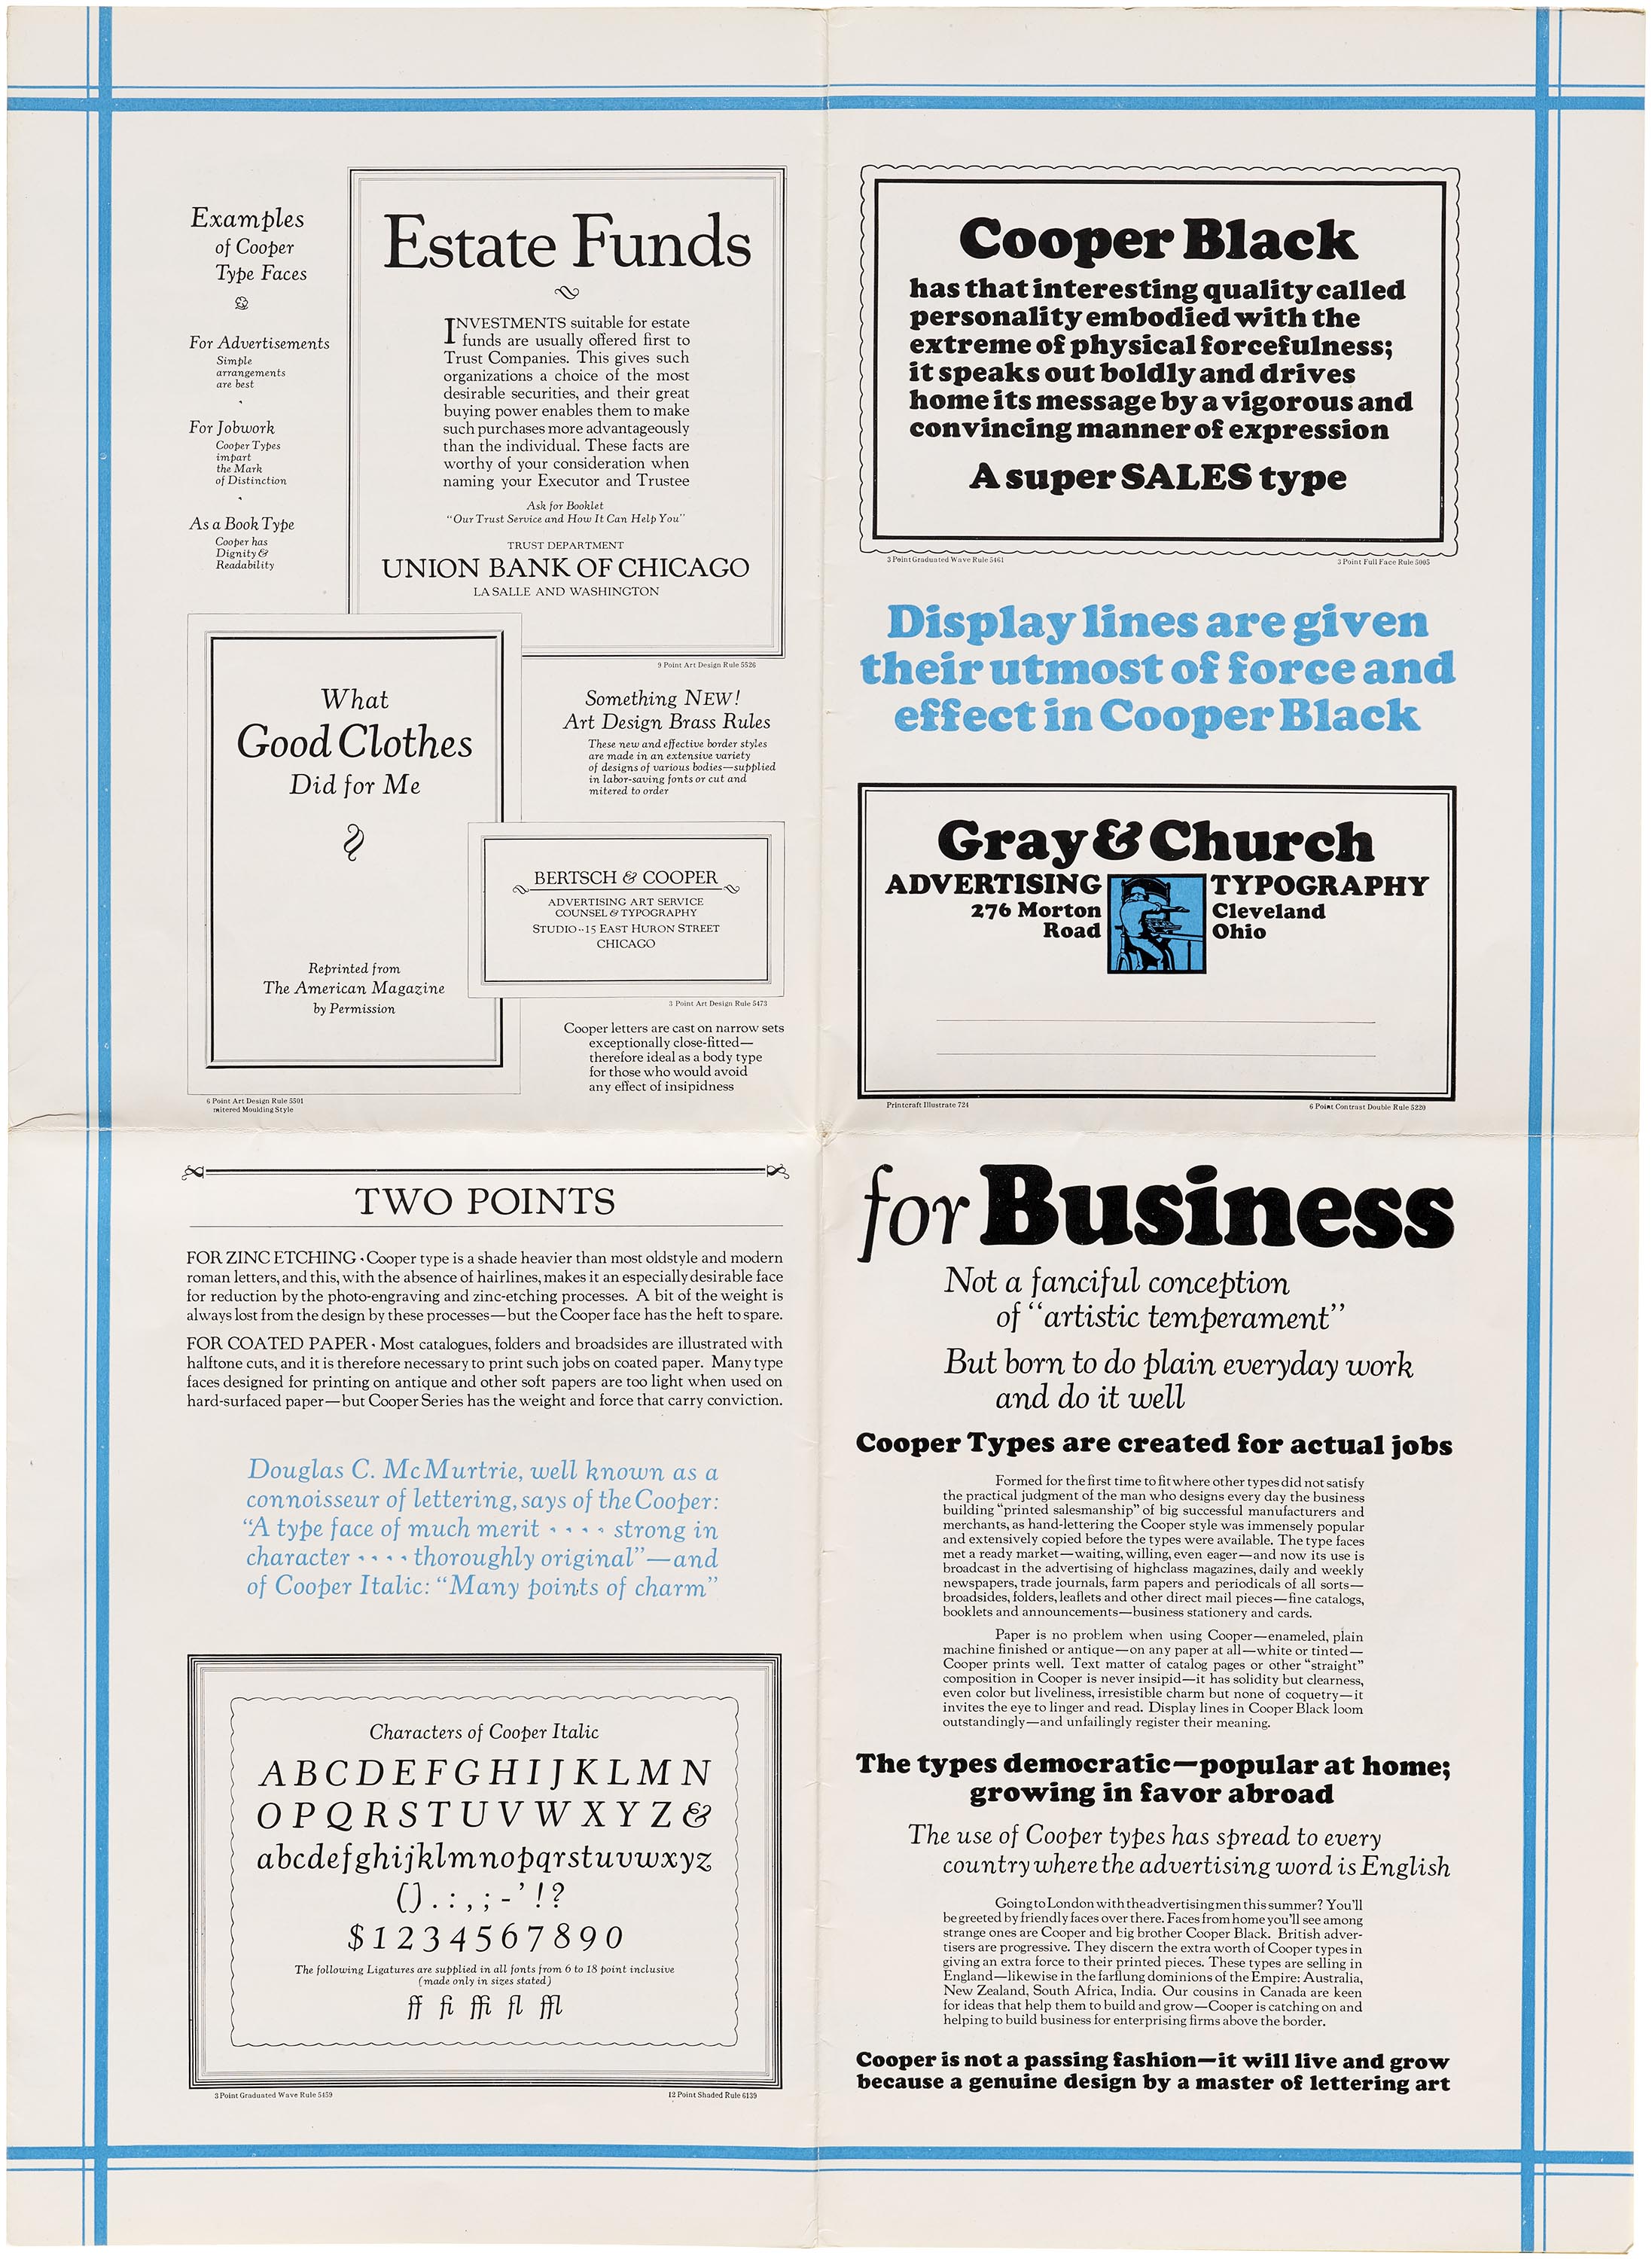 Examples
of Cooper
Type Faces
For Advertisements
Simple
arrangements
are best
For Jobwork
Cooper Types
impart
the Mark
of Distinction
As a Book Type
Cooper has
Dignity &
Readability
Estate Funds
INVESTMENTS suitable for estate
funds are usually offered first to
Trust Companies. This gives such
organizations a choice of the most
desirable securities, and their great
buying power enables them to make
such purchases more advantageously
than the individual. These facts are
worthy of your consideration when
naming your Executor and Trustee
Ask for Booklet
"Our Trust Service and How It Can Help You"
TRUST DEPARTMENT
UNION BANK OF CHICAGO
LA SALLE AND WASHINGTON
9 Point Art Design Rule 5526
What
Good Clothes
Did for Me
Reprinted from
The American Magazine
by Permission
6 Point Art Design Rule 5501
mitered Moulding Style
Something NEW!
Art Design Brass Rules
These new and effective border styles
are made in an extensive variety
of designs of various bodies—supplied
in labor-saving fonts or cut and
mitered to order
BERTSCH & COOPER
ADVERTISING ART SERVICE
COUNSEL & TYPOGRAPHY
STUDIO·· 15 EAST HURON STREET
CHICAGO
3 Point Art Design Rule 5473
Cooper letters are cast on narrow sets
exceptionally close-fitted—
therefore ideal as a body type
for those who would avoid
any effect of insipidness
Cooper Black
has that interesting quality called
personality embodied with the
extreme of physical forcefulness;
it speaks out boldly and drives
home its message by a vigorous and
convincing manner of expression
A super SALES type
3 Point Graduated Wave Rule 5461
3 Point Full Face Rule 5005
Display lines are given
their utmost of force and
effect in Cooper Black
Gray & Church
ADVERTISING TYPOGRAPHY
276 Morton Cleveland
Road Ohio
Printcraft Illustrate 724
6 Point Contrast Double Rule 5220
TWO POINTS
FOR ZINC ETCHING · Cooper type is a shade heavier than most oldstyle and modern
roman letters, and this, with the absence of hairlines, makes it an especially desirable face
for reduction by the photo-engraving and zinc-etching processes. A bit of the weight is
always lost from the design by these processes—but the Cooper face has the heft to spare.
FOR COATED PAPER · Most catalogues, folders and broadsides are illustrated with
halftone cuts, and it is therefore necessary to print such jobs on coated paper. Many type
faces designed for printing on antique and other soft papers are too light when used on
hard-surfaced paper—but Cooper Series has the weight and force that carry conviction.
Douglas C. McMurtrie, well known as a
connoisseur of lettering, says of the Cooper:
"A type face of much merit · · · · strong in
character · · · · thoroughly original"—and
of Cooper Italic: "Many points of charm"
Characters of Cooper Italic
A B C D E F G H I J K L M N
O P Q R S T U V W X Y Z &
abcdefghijklmnopqrstuvwxyz
() . : , ; - ' ! ?
$ 1 2 3 4 5 6 7 8 9 0
The following Ligatures are supplied in all fonts from 6 to 18 point inclusive
(made only in sizes stated)
ff fi ffi fl ffl
3 Point Graduated Wave Rule 5459
12 Point Shaded Rule 6139
for Business
Not a fanciful conception
of "artistic temperament"
But born to do plain everyday work
and do it well
Cooper Types are created for actual jobs
Formed for the first time to fit where other types did not satisfy
the practical judgment of the man who designs every day the business
building "printed salesmanship" of big successful manufacturers and
merchants, as hand-lettering the Cooper style was immensely popular
and extensively copied before the types were available. The type faces
met a ready market—waiting, willing, even eager—and now its use is
broadcast in the advertising of highclass magazines, daily and weekly
newspapers, trade journals, farm papers and periodicals of all sorts—
broadsides, folders, leaflets and other direct mail pieces—fine catalogs,
booklets and announcements—business stationery and cards.
Paper is no problem when using Cooper—enameled, plain
machine finished or antique—on any paper at all—white or tinted—
Cooper prints well. Text matter of catalog pages or other "straight"
composition in Cooper is never insipid—it has solidity but clearness,
even color but liveliness, irresistible charm but none of coquetry—it
invites the eye to linger and read. Display lines in Cooper Black loom
outstandingly—and unfailingly register their meaning.
The types democratic—popular at home;
growing in favor abroad
The use of Cooper types has spread to every
country where the advertising word is English
Going to London with the advertising men this summer? You'll
be greeted by friendly faces over there. Faces from home you'll see among
strange ones are Cooper and big brother Cooper Black. British adver-
tisers are progressive. They discern the extra worth of Cooper types in
giving an extra force to their printed pieces. These types are selling in
England—likewise in the farflung dominions of the Empire: Australia,
New Zealand, South Africa, India. Our cousins in Canada are keen
for ideas that help them to build and grow—Cooper is catching on and
helping to build business for enterprising firms above the border.
Cooper is not a passing fashion—it will live and grow
because a genuine design by a master of lettering art